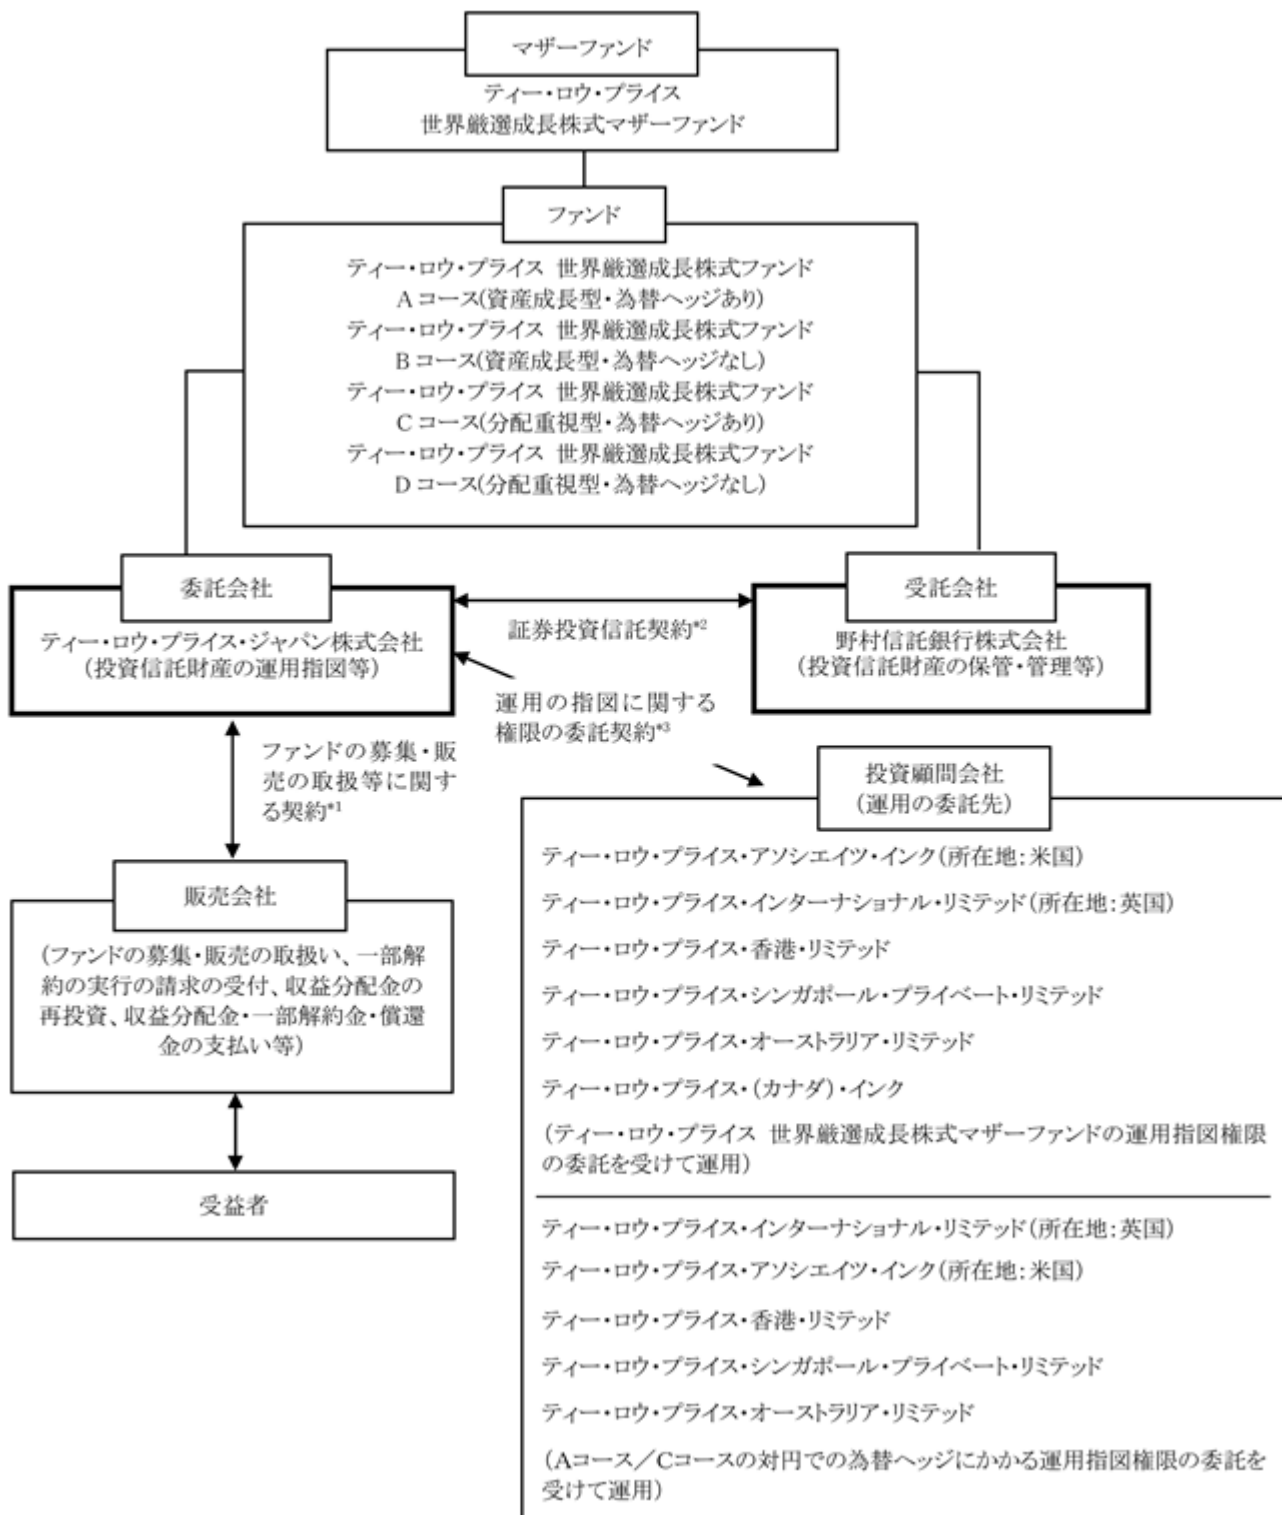 マザーファンド
ティー・ロウ・プライス
世界厳選成長株式マザーファンド
ファンド
ティー・ロウ・プライス 世界厳選成長株式ファンド
Aコース(資産成長型・為替ヘッジあり)
ティー・ロウ・プライス 世界厳選成長株式ファンド
Bコース(資産成長型・為替ヘッジなし)
ティー・ロウ・プライス 世界厳選成長株式ファンド
Cコース(分配重視型・為替ヘッジあり)
ティー・ロウ・プライス 世界厳選成長株式ファンド
Dコース(分配重視型・為替ヘッジなし)
委託会社
ティー・ロウ・プライス・ジャパン株式会社
(投資信託財産の運用指図等)
証券投資信託契約*2
受託会社
野村信託銀行株式会社
(投資信託財産の保管・管理等)
運用の指図に関する
権限の委託契約*3
ファンドの募集・販
売の取扱等に関す
る契約*1
販売会社
(ファンドの募集・販売の取扱い、一部解
約の実行の請求の受付、収益分配金の
再投資、収益分配金・一部解約金・償還
金の支払い等)
受益者
投資顧問会社
(運用の委託先)
ティー・ロウ・プライス・アソシエイツ・インク(所在地:米国)
ティー・ロウ・プライス・インターナショナル・リミテッド(所在地:英国)
ティー・ロウ・プライス・香港・リミテッド
ティー・ロウ・プライス・シンガポール・プライベート・リミテッド
ティー・ロウ・プライス・オーストラリア・リミテッド
ティー・ロウ・プライス・(カナダ)・インク
(ティー・ロウ・プライス 世界厳選成長株式マザーファンドの運用指図権限
の委託を受けて運用)
ティー・ロウ・プライス・インターナショナル・リミテッド(所在地:英国)
ティー・ロウ・プライス・アソシエイツ・インク(所在地:米国)
ティー・ロウ・プライス・香港・リミテッド
ティー・ロウ・プライス・シンガポール・プライベート・リミテッド
ティー・ロウ・プライス・オーストラリア・リミテッド
(Aコース/Cコースの対円での為替ヘッジにかかる運用指図権限の委託を
受けて運用)